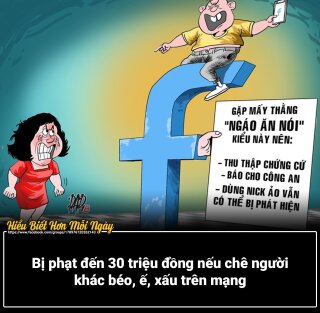 GẶP MẤY THẰNG
"NGÁO ĂN NÓI"
KIỂU NÀY NÊN:
- THU THẬP CHỨNG CỨ
- BÁO CHO CÔNG AN
- DÙNG NICK ẢO VẪN
CÓ THỂ BỊ PHÁT HIỆN
f
Hiểu Biết Hơn Mỗi Ngày
Bị phạt đến 30 triệu đồng nếu chê người
khác béo, ế, xấu trên mạng